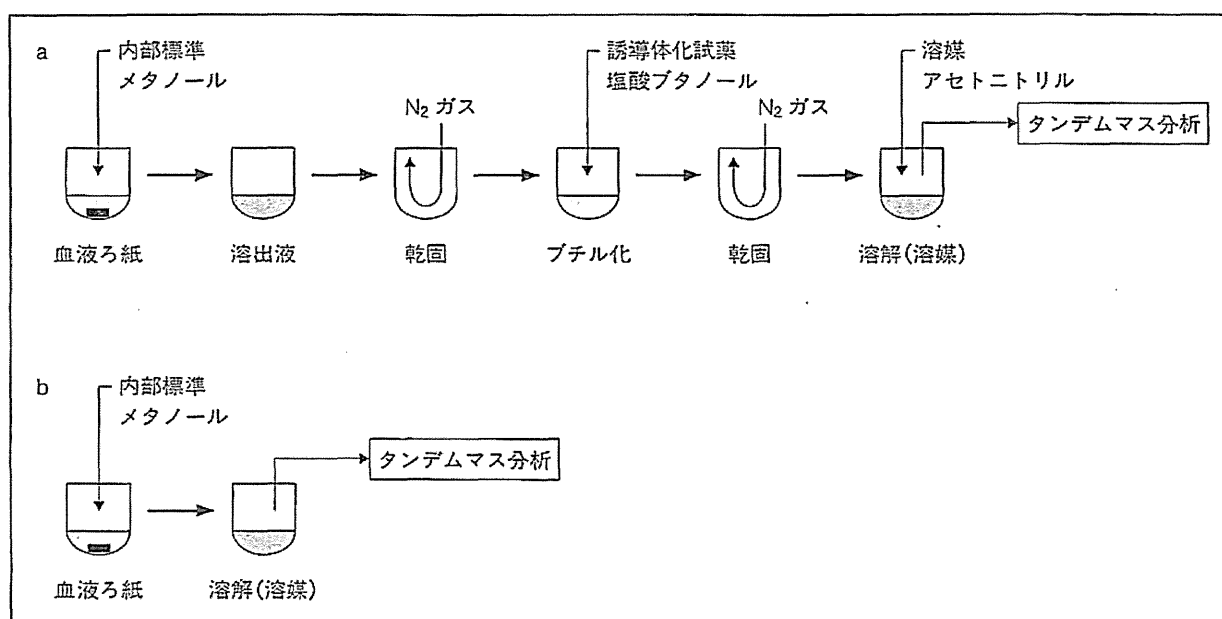 a
内部標準
メタノール
誘導体化試薬
塩酸ブタノール
溶媒
アセトニトリル
N₂ ガス
N₂ ガス
タンデムマス分析
血液ろ紙
溶出液
乾固
ブチル化
乾固
溶解(溶媒)
b
内部標準
メタノール
タンデムマス分析
血液ろ紙
溶解(溶媒)